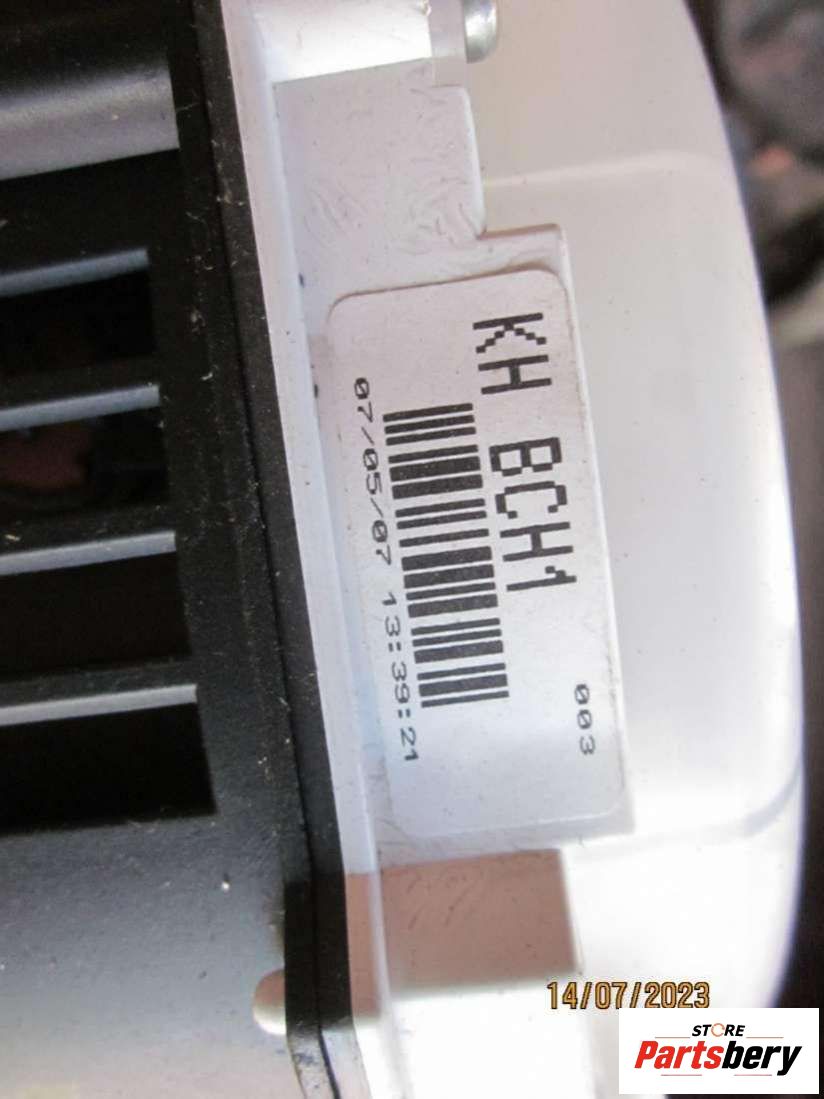 003
KH BCH1
07/05/07 13:39:21
14/07/2023
STORE
Partsbery